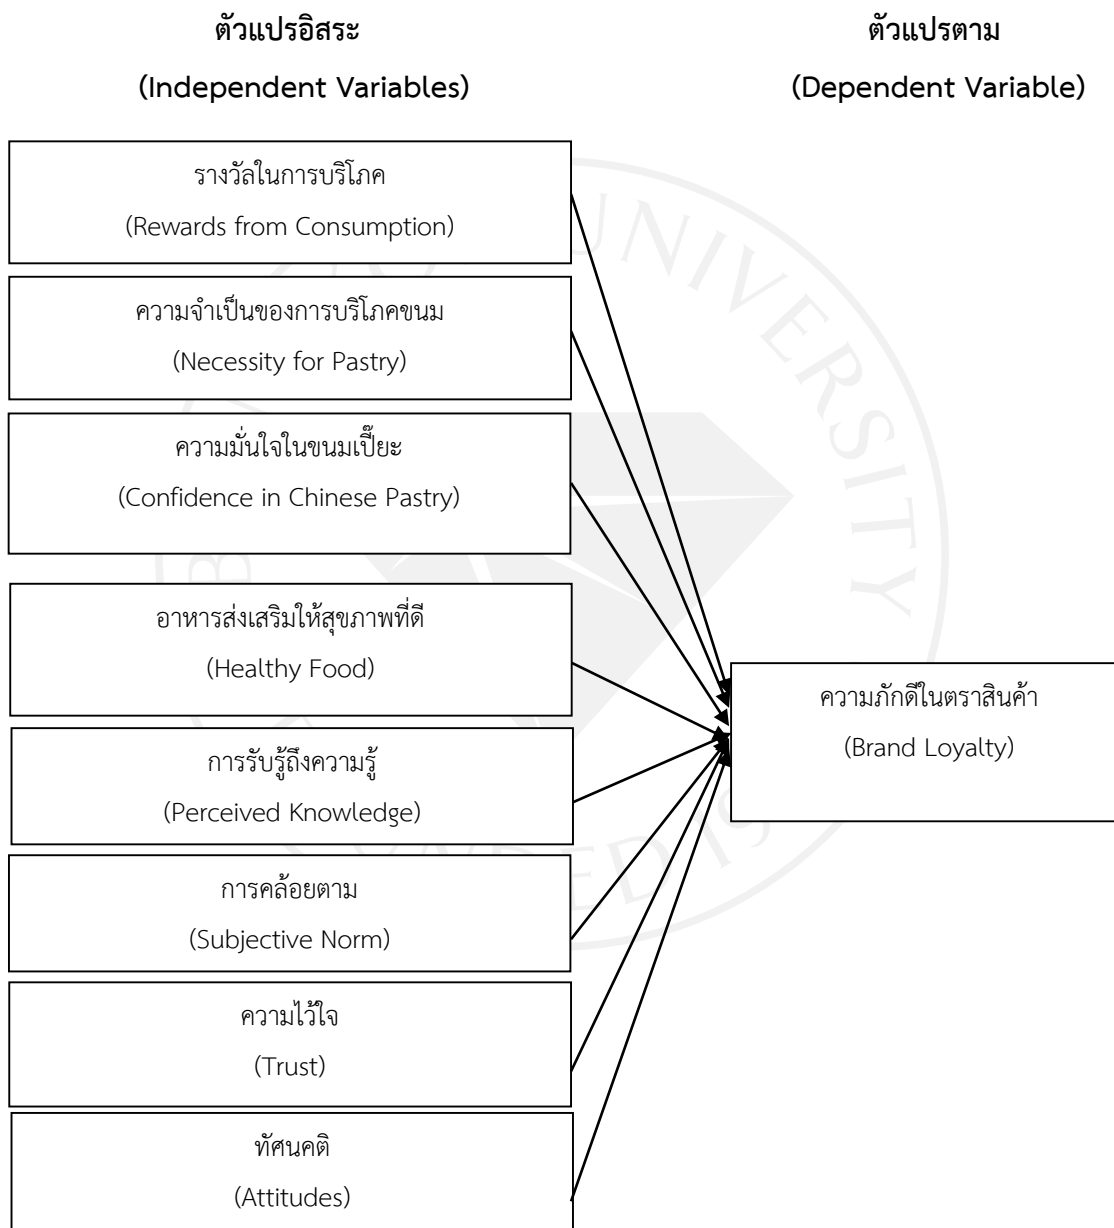 ตัวแปรอิสระ
(Independent Variables)
ตัวแปรตาม
(Dependent Variable)
รางวัลในการบริโภค
(Rewards from Consumption)
ความจำเป็นของการบริโภคขนม
(Necessity for Pastry)
ความมั่นใจในขนมเปี๊ยะ
(Confidence in Chinese Pastry)
อาหารส่งเสริมให้สุขภาพที่ดี
(Healthy Food)
การรับรู้ถึงความรู้
(Perceived Knowledge)
การคล้อยตาม
(Subjective Norm)
ความไว้ใจ
(Trust)
ทัศนคติ
(Attitudes)
ความภักดีในตราสินค้า
(Brand Loyalty)
UNIVERSITY